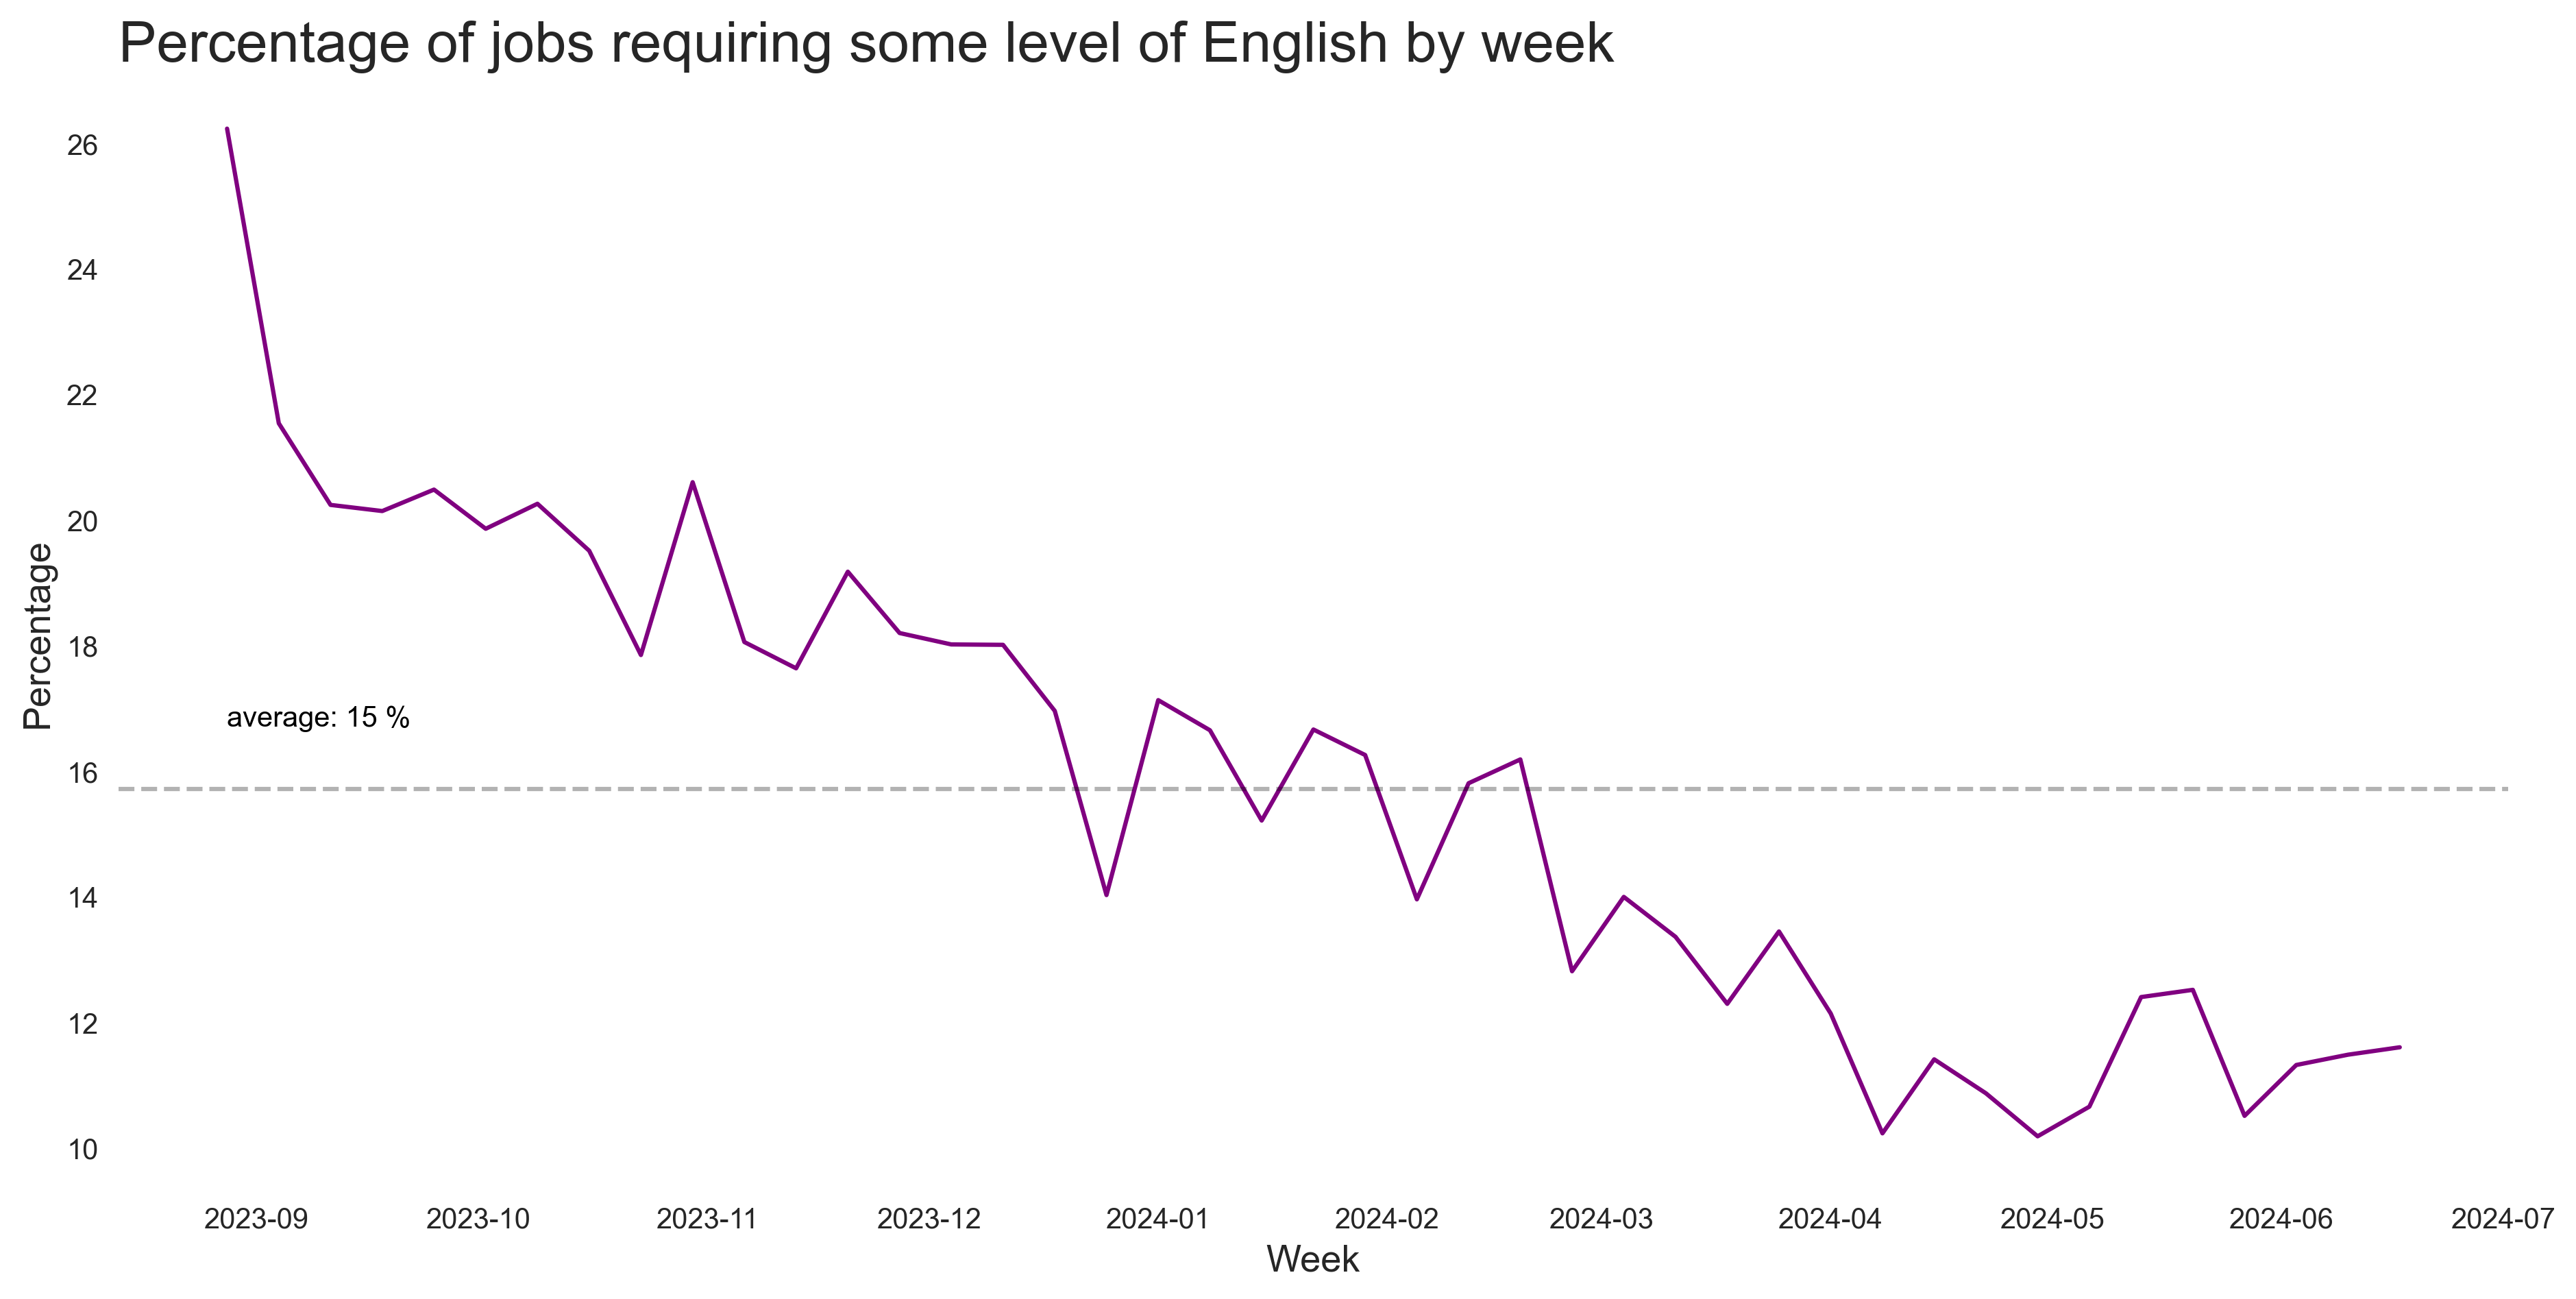 Percentage of jobs requiring some level of English by week
26
24
22
20
18
16
14
12
10
Percentage
average: 15 %
2023-09 2023-10 2023-11 2023-12 2024-01 2024-02 2024-03 2024-04 2024-05 2024-06 2024-07
Week